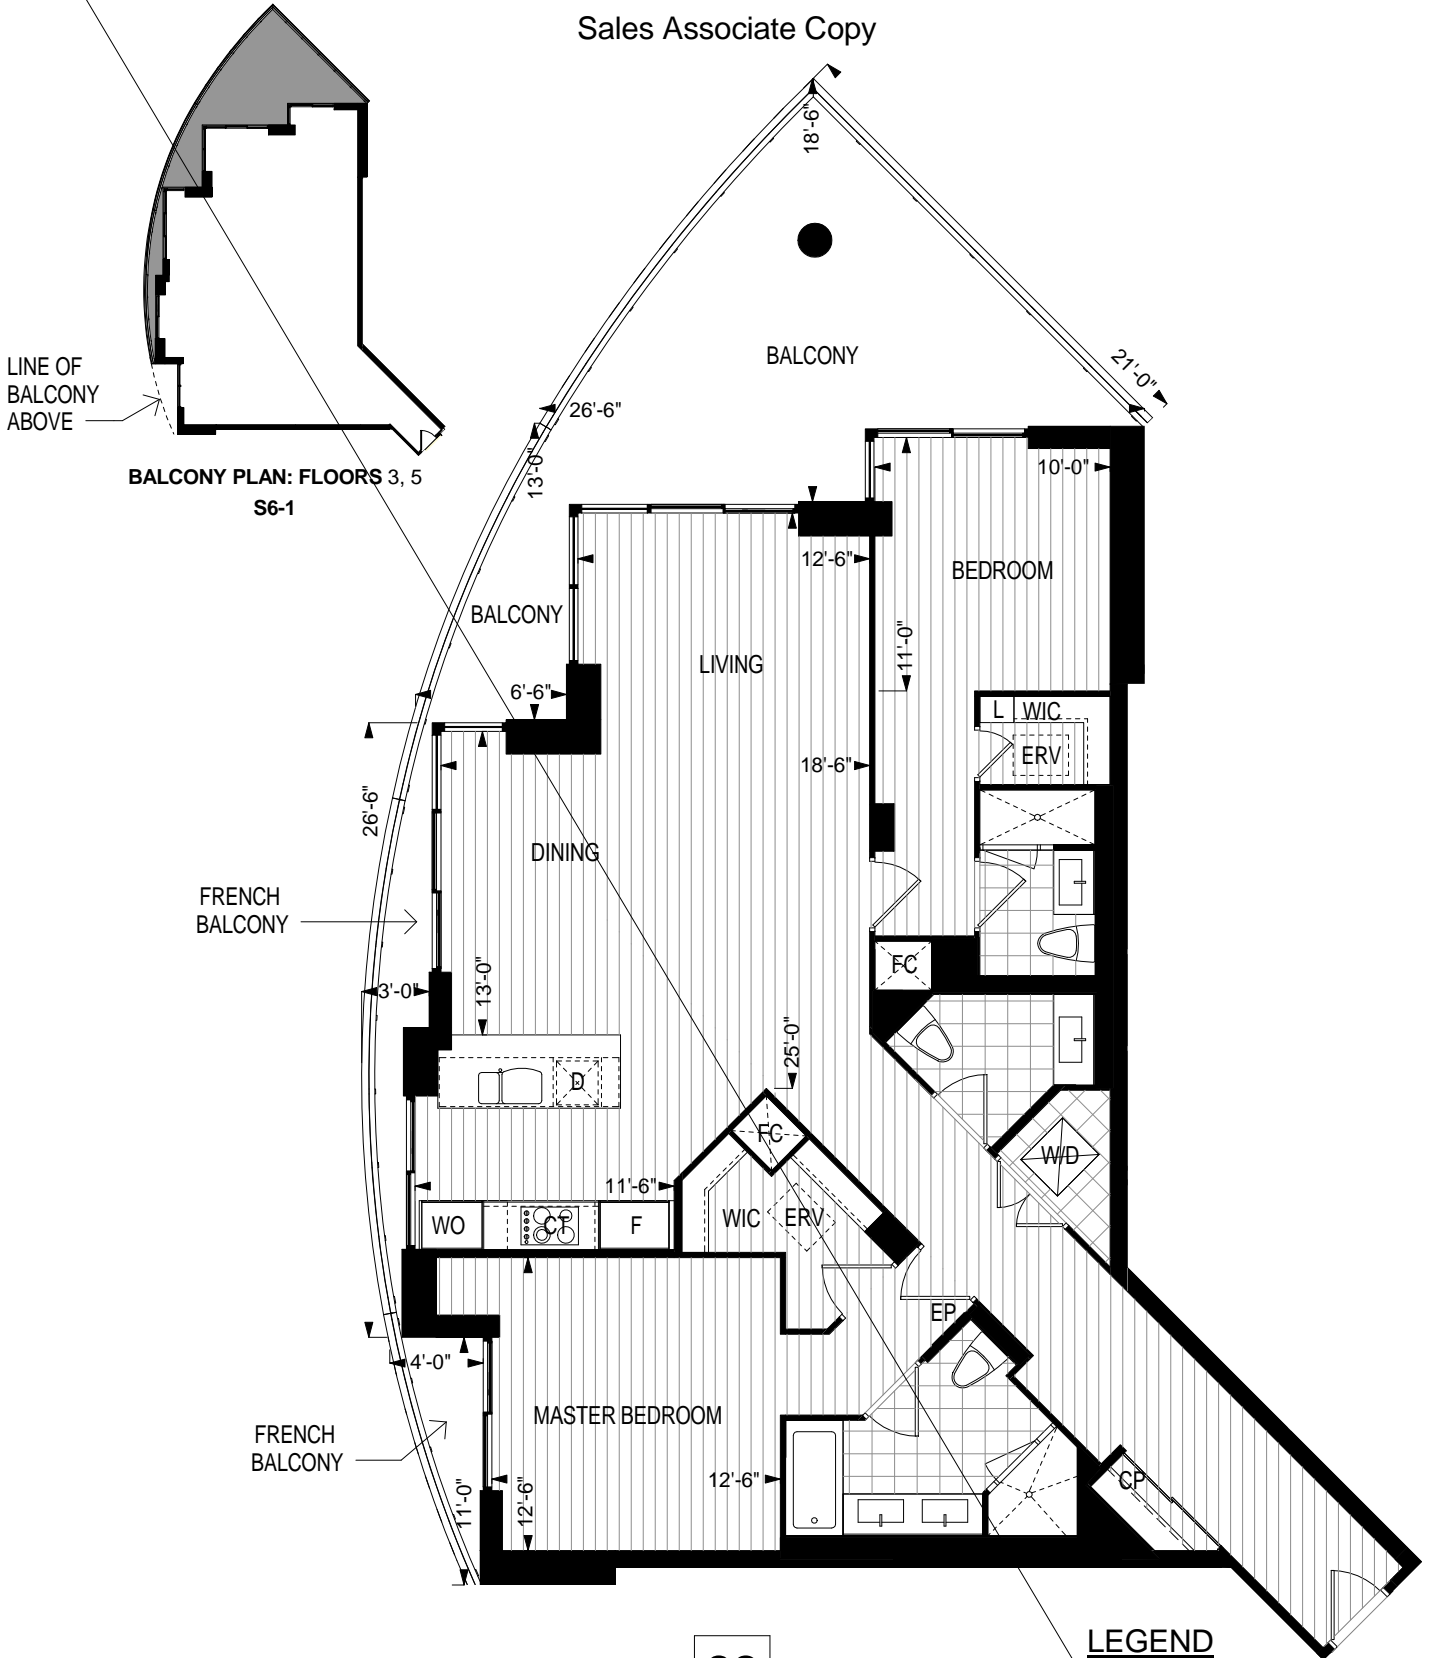 Sales Associate Copy
18'-6"
BALCONY
21'-0"
LINE OF
BALCONY
ABOVE
26'-6"
13'-0"
BALCONY PLAN: FLOORS 3, 5
S6-1
10'-0"
12'-6"
BEDROOM
BALCONY
LIVING
11'-0"
6'-6"
L
WIC
ERV
18'-6"
26'-6"
DINING
FRENCH
BALCONY
FC
3'-0"
13'-0"
25'-0"
D
FC
W/D
11'-6"
WO
CT
F
WIC
ERV
EP
4'-0"
MASTER BEDROOM
FRENCH
BALCONY
12'-6"
CP
11'-0"
12'-6"
LEGEND